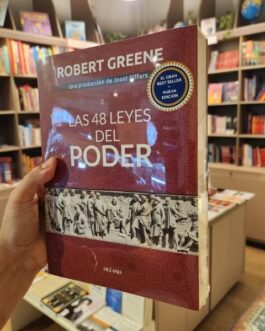 ROBERT GREENE
Una producción de Joost Elffers
EL GRAN
BEST SELLER
NUEVA
EDICIÓN
LAS 48 LEYES
DEL
PODER
OCEANO